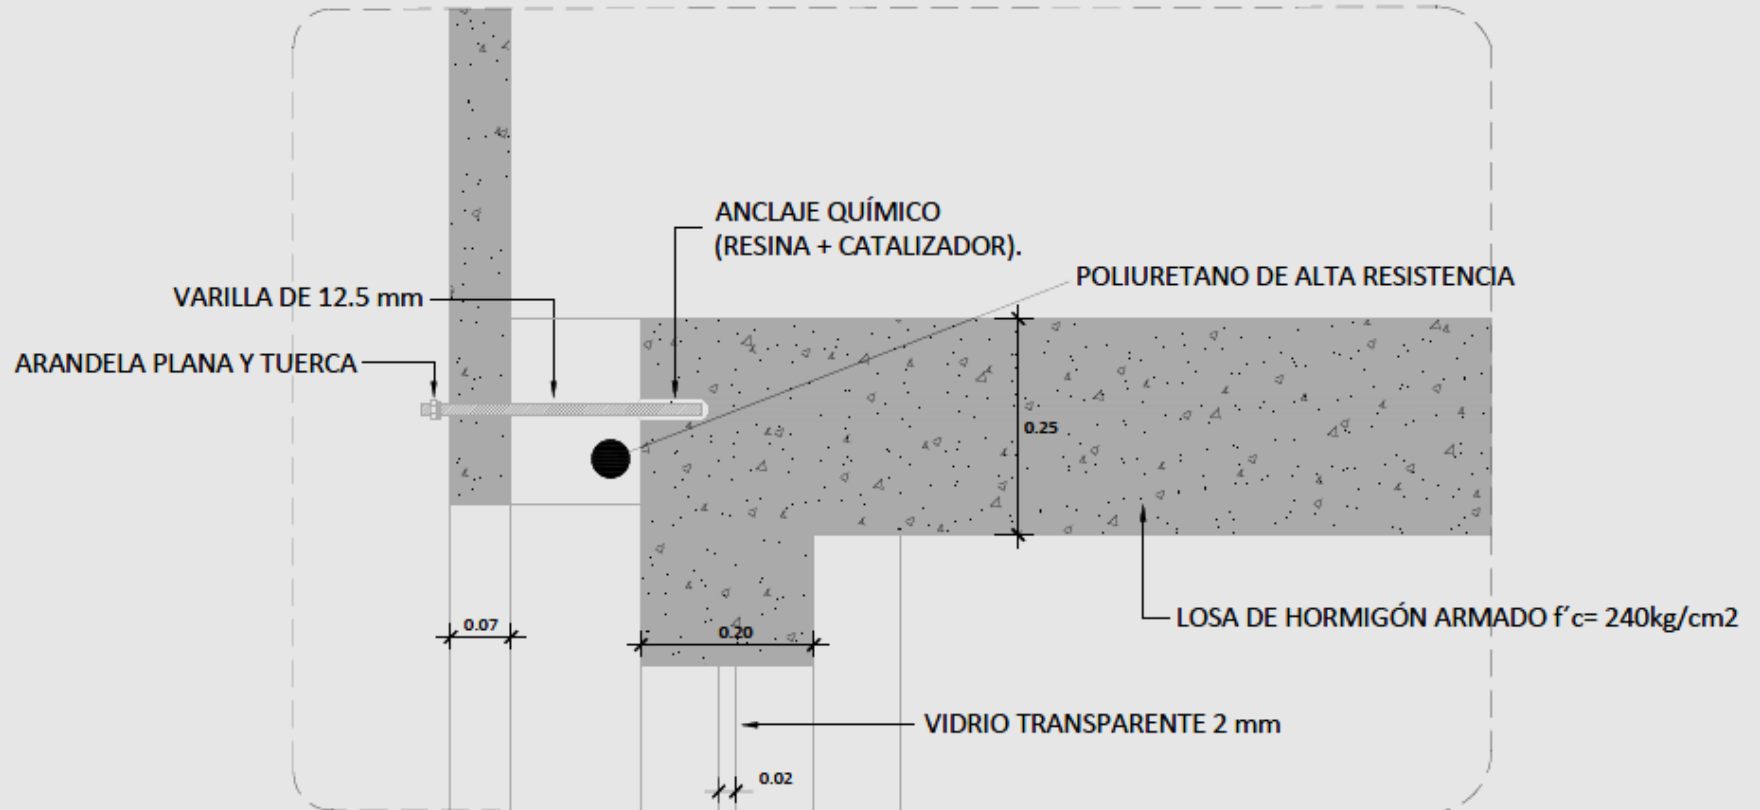 ANCLAJE QUÍMICO
(RESINA + CATALIZADOR).
POLIURETANO DE ALTA RESISTENCIA
VARILLA DE 12.5 mm
ARANDELA PLANA Y TUERCA
0.25
LOSA DE HORMIGÓN ARMADO f´c= 240kg/cm2
0.07
0.20
VIDRIO TRANSPARENTE 2 mm
0.02